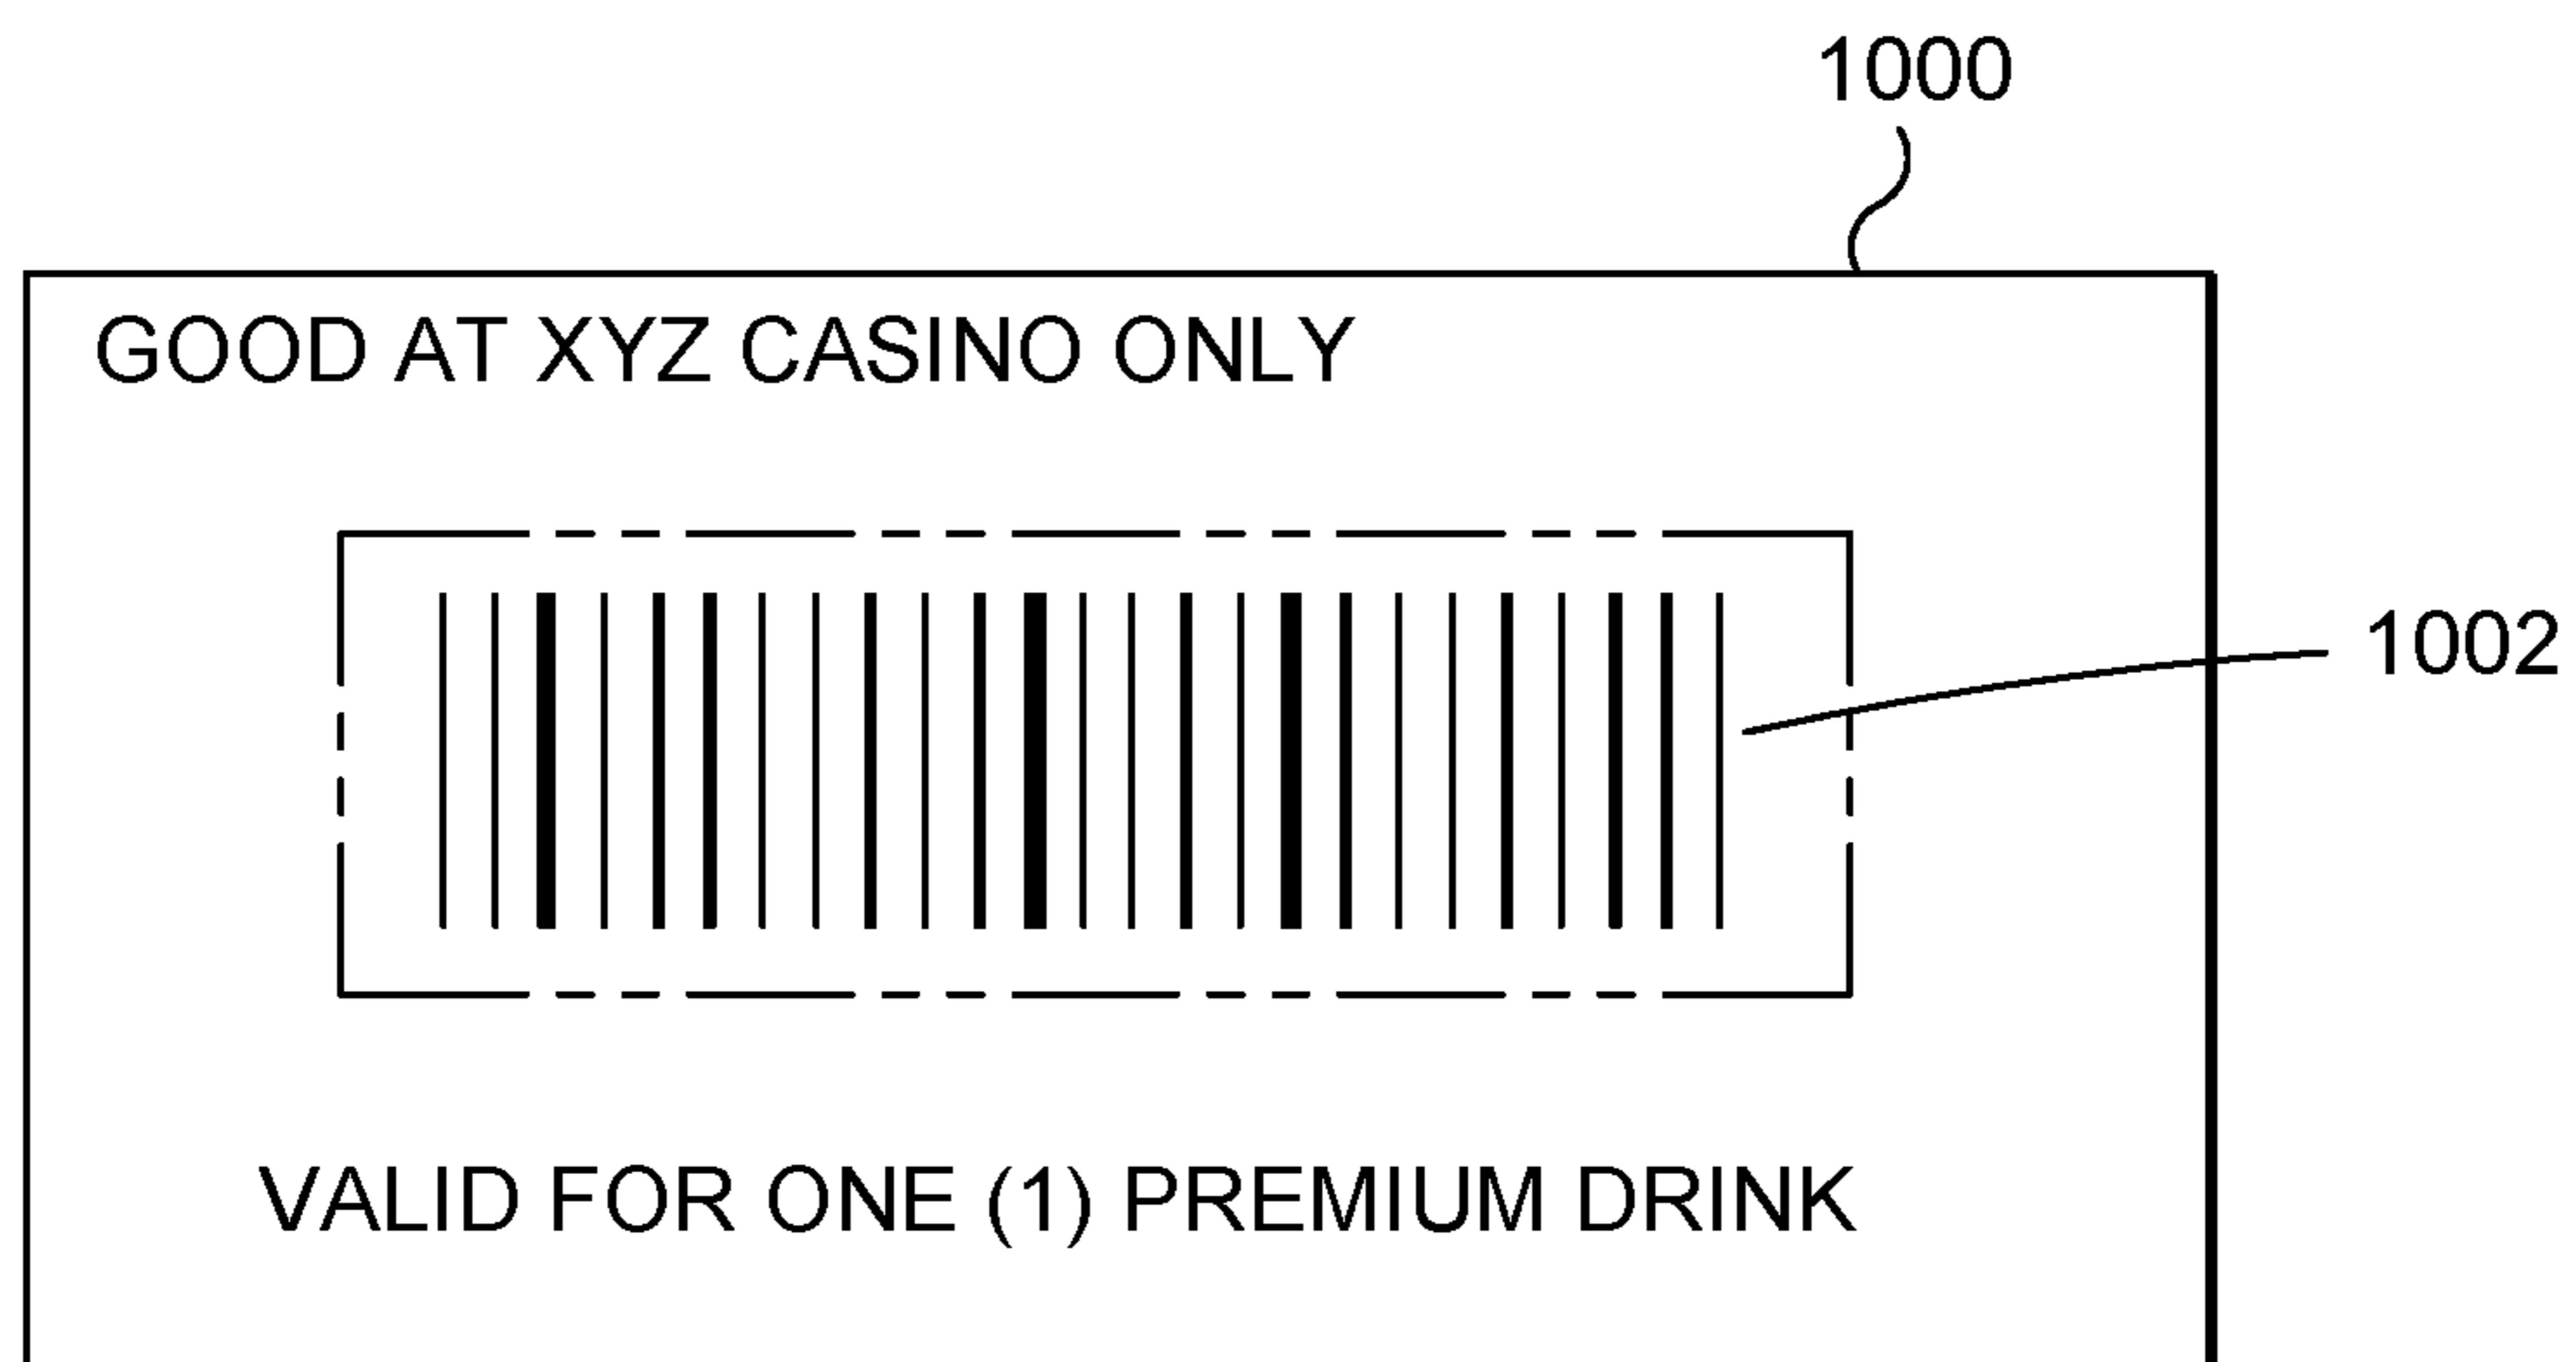 1000
GOOD AT XYZ CASINO ONLY
1002
VALID FOR ONE (1) PREMIUM DRINK